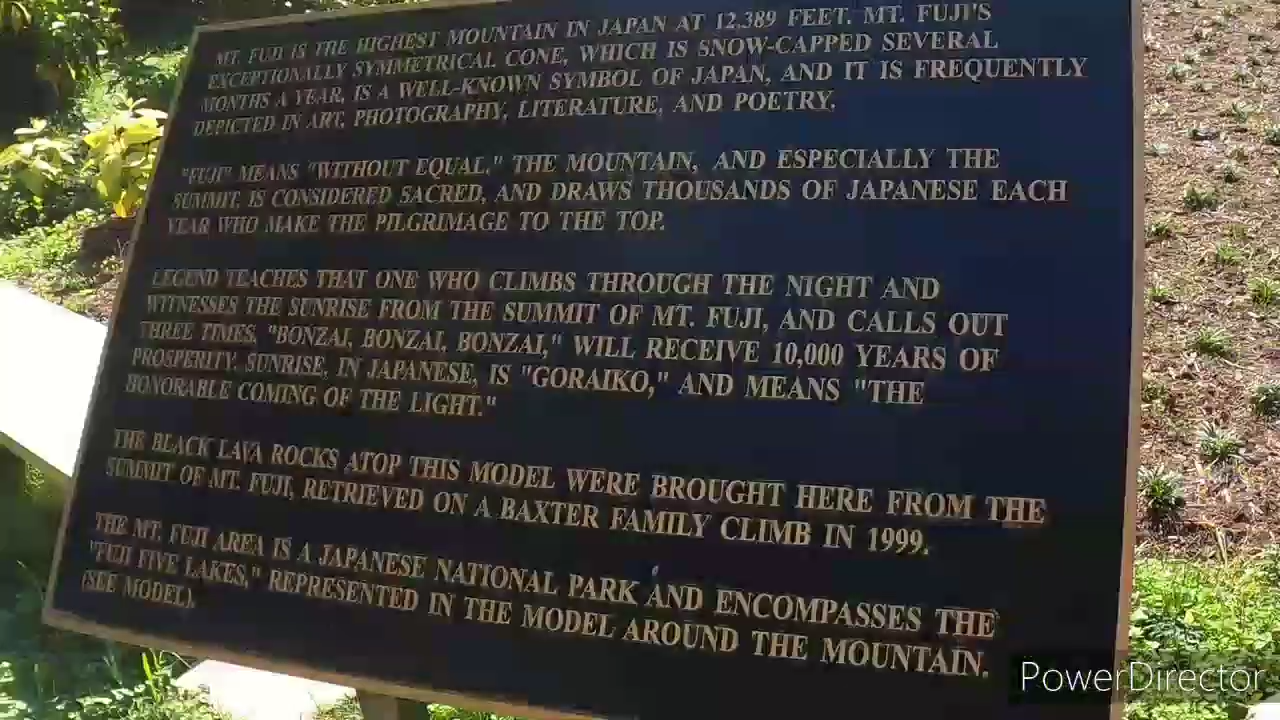 MT. FUJI IS THE HIGHEST MOUNTAIN IN JAPAN AT 12,389 FEET. MT. FUJI'S
EXCEPTIONALLY SYMMETRICAL CONE, WHICH IS SNOW-CAPPED SEVERAL
MONTHS A YEAR, IS A WELL-KNOWN SYMBOL OF JAPAN, AND IT IS FREQUENTLY
DEPICTED IN ART, PHOTOGRAPHY, LITERATURE, AND POETRY.
"FUJI" MEANS "WITHOUT EQUAL." THE MOUNTAIN, AND ESPECIALLY THE
SUMMIT, IS CONSIDERED SACRED, AND DRAWS THOUSANDS OF JAPANESE EACH
YEAR WHO MAKE THE PILGRIMAGE TO THE TOP.
LEGEND TEACHES THAT ONE WHO CLIMBS THROUGH THE NIGHT AND
WITNESSES THE SUNRISE FROM THE SUMMIT OF MT. FUJI, AND CALLS OUT
THREE TIMES, "BONZAI, BONZAI, BONZAI," WILL RECEIVE 10,000 YEARS OF
PROSPERITY. SUNRISE, IN JAPANESE, IS "GORAIKO," AND MEANS "THE
HONORABLE COMING OF THE LIGHT."
THE BLACK LAVA ROCKS ATOP THIS MODEL WERE BROUGHT HERE FROM THE
SUMMIT OF MT. FUJI, RETRIEVED ON A BAXTER FAMILY CLIMB IN 1999.
THE MT. FUJI AREA IS A JAPANESE NATIONAL PARK AND ENCOMPASSES THE
"FUJI FIVE LAKES," REPRESENTED IN THE MODEL AROUND THE MOUNTAIN.
(SEE MODEL).
PowerDirector